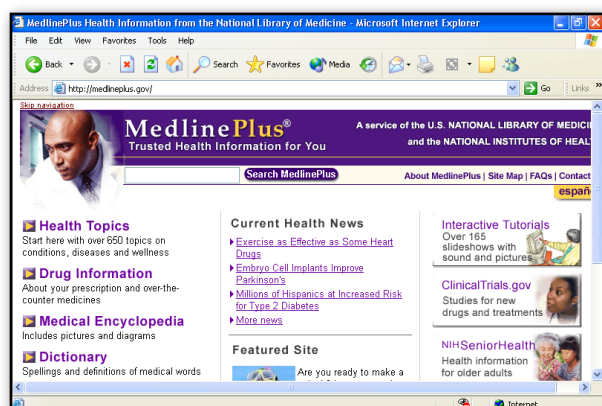 MedlinePlus Health Information from the National Library of Medicine - Microsoft Internet Explorer
File Edit View Favorites Tools Help
Back Search Favorites Media
Address http://medlineplus.gov/ Go Links »
Skip navigation
MedlinePlus®
Trusted Health Information for You
A service of the U.S. NATIONAL LIBRARY OF MEDICI
and the NATIONAL INSTITUTES OF HEAL
Search MedlinePlus
About MedlinePlus | Site Map | FAQs | Contact
españ
Health Topics
Start here with over 650 topics on
conditions, diseases and wellness
Drug Information
About your prescription and over-the-
counter medicines
Medical Encyclopedia
Includes pictures and diagrams
Dictionary
Spellings and definitions of medical words
Current Health News
Exercise as Effective as Some Heart
Drugs
Embryo Cell Implants Improve
Parkinson's
Millions of Hispanics at Increased Risk
for Type 2 Diabetes
More news
Featured Site
Are you ready to make a
Interactive Tutorials
Over 165
slideshows with
sound and pictures
ClinicalTrials.gov
Studies for new
drugs and treatments
NIHSeniorHealth
Health information
for older adults
Internet